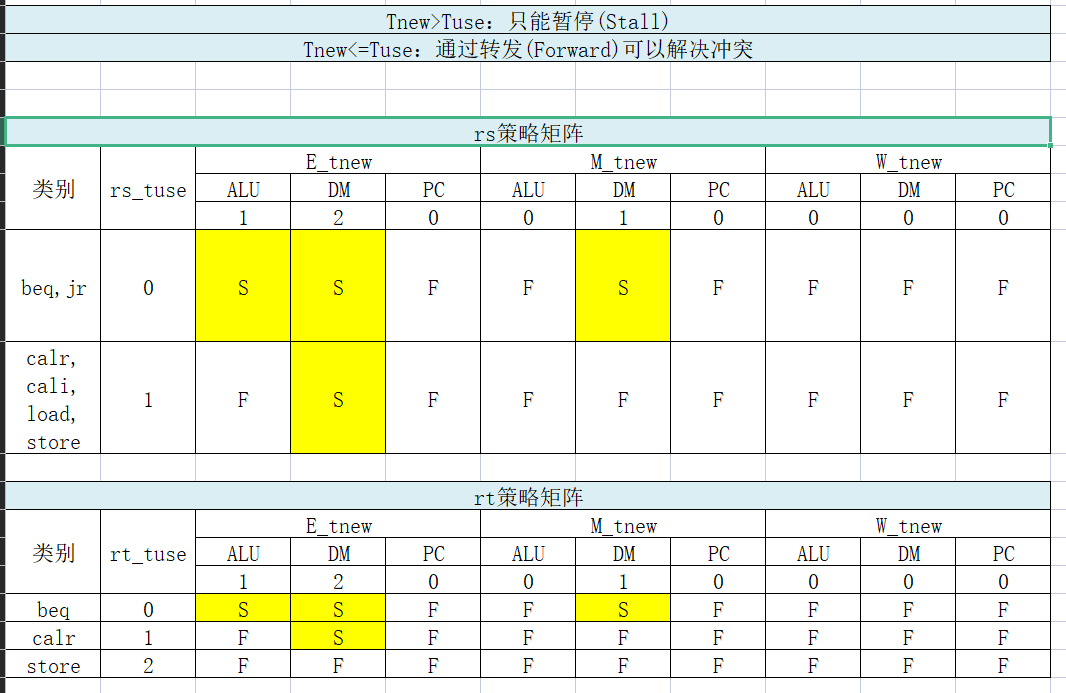 Tnew>Tuse: 只能暂停(Stall)
Tnew<=Tuse: 通过转发(Forward)可以解决冲突
rs策略矩阵
类别 rs_tuse E_tnew M_tnew W_tnew
ALU DM PC ALU DM PC ALU DM PC
1 2 0 0 1 0 0 0 0
beq,jr 0 S S F F S F F F F
calr,
cali,
load,
store 1 F S F F F F F F F
rt策略矩阵
类别 rt_tuse E_tnew M_tnew W_tnew
ALU DM PC ALU DM PC ALU DM PC
1 2 0 0 1 0 0 0 0
beq 0 S S F F S F F F F
calr 1 F S F F F F F F F
store 2 F F F F F F F F F